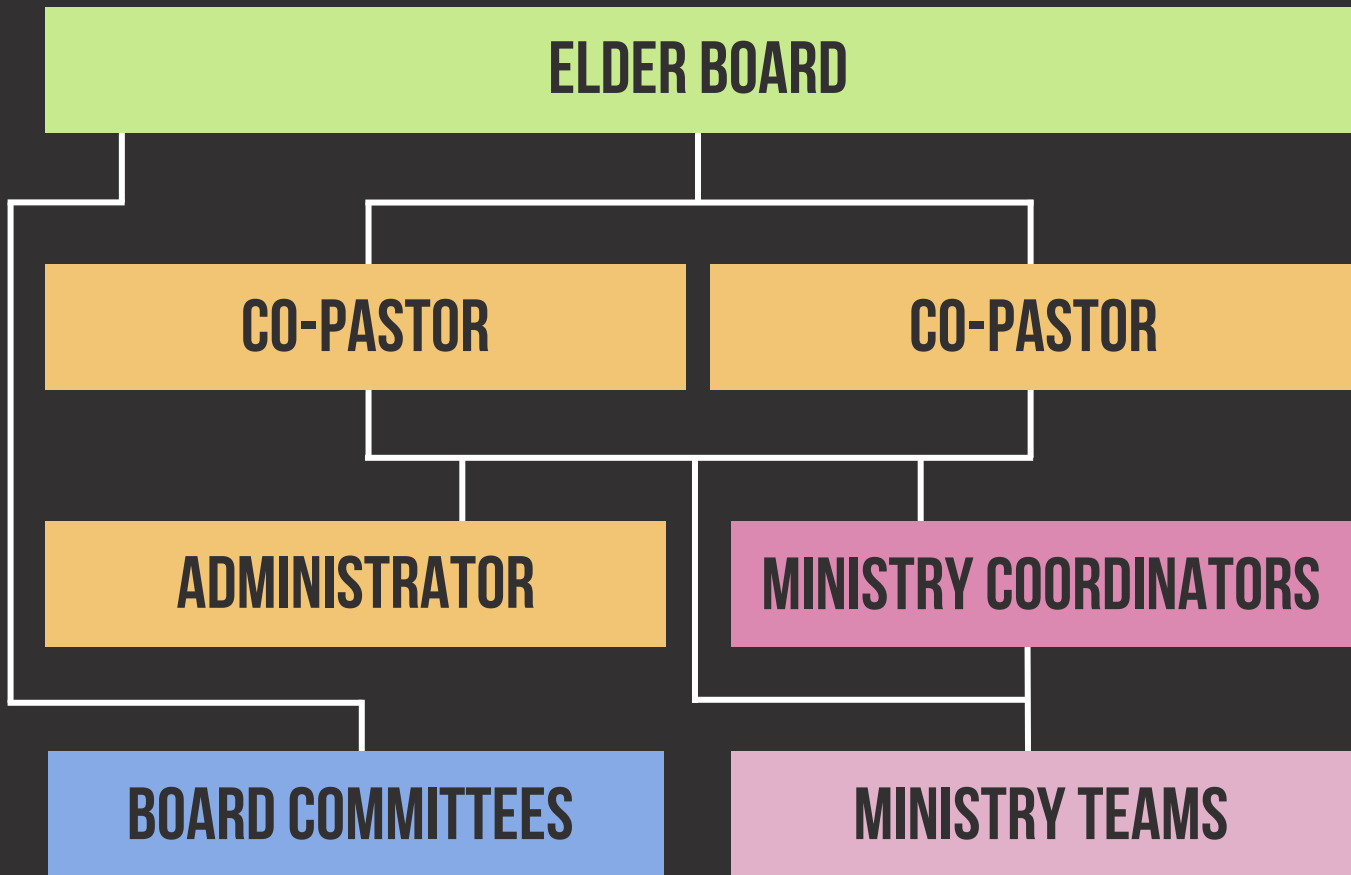 ELDER BOARD
CO-PASTOR
CO-PASTOR
ADMINISTRATOR
MINISTRY COORDINATORS
BOARD COMMITTEES
MINISTRY TEAMS